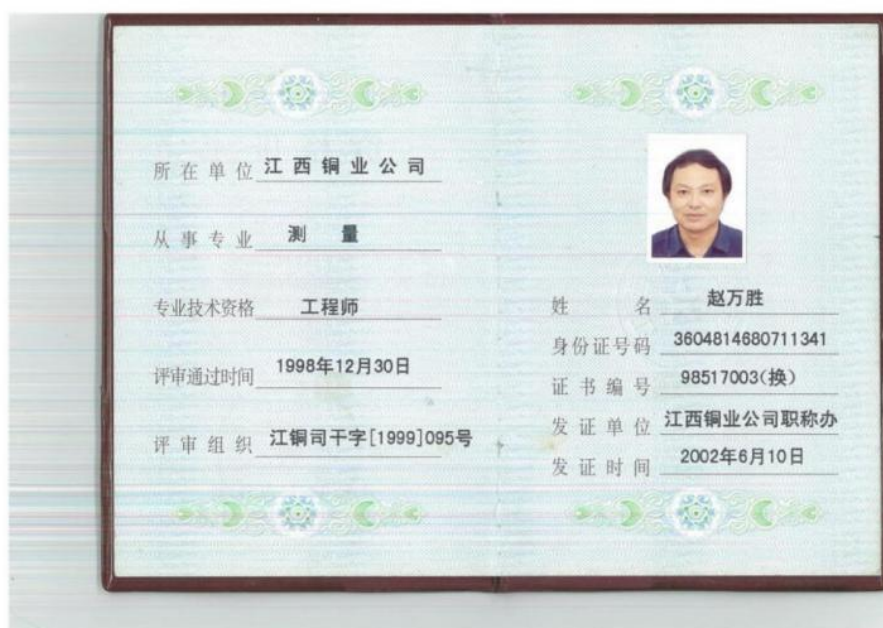 所在单位 江西铜业公司
从事专业 测 量
专业技术资格 工程师
评审通过时间 1998年12月30日
评审组织 江铜司干字[1999]095号
姓 名 赵万胜
身份证号码 3604814680711341
证书编号 98517003(换)
发证单位 江西铜业公司职称办
发证时间 2002年6月10日